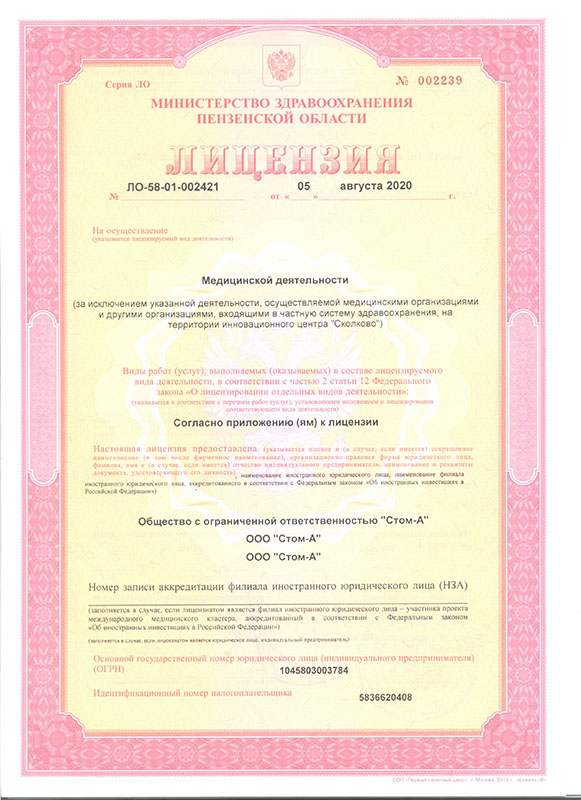 Серия ЛО
№ 002239
МИНИСТЕРСТВО ЗДРАВООХРАНЕНИЯ
ПЕНЗЕНСКОЙ ОБЛАСТИ
ЛИЦЕНЗИЯ
№ ЛО-58-01-002421 от « 05 » августа 2020 г.
На осуществление
(указывается лицензируемый вид деятельности)
Медицинской деятельности
(за исключением указанной деятельности, осуществляемой медицинскими организациями
и другими организациями, входящими в частную систему здравоохранения, на
территории инновационного центра "Сколково")
Виды работ (услуг), выполняемых (оказываемых) в составе лицензируемого
вида деятельности, в соответствии с частью 2 статьи 12 Федерального
закона «О лицензировании отдельных видов деятельности»:
(указываются в соответствии с перечнем работ (услуг), установленным положением о лицензировании
соответствующего вида деятельности)
Согласно приложению (ям) к лицензии
Настоящая лицензия предоставлена (указывается полное и (в случае, если имеется) сокращенное
наименование (в том числе фирменное наименование), организационно-правовая форма юридического лица,
фамилия, имя и (в случае, если имеется) отчество индивидуального предпринимателя, наименование и реквизиты
документа, удостоверяющего его личность) , наименование иностранного юридического лица, наименование филиала
иностранного юридического лица, аккредитованного в соответствии с Федеральным законом «Об иностранных инвестициях в
Российской Федерации»)
Общество с ограниченной ответственностью "Стом-А"
ООО "Стом-А"
ООО "Стом-А"
Номер записи аккредитации филиала иностранного юридического лица (НЗА)
(заполняется в случае, если лицензиатом является филиал иностранного юридического лица – участника проекта
международного медицинского кластера, аккредитованный в соответствии с Федеральным законом
«Об иностранных инвестициях в Российской Федерации»)
(заполняется в случае, если лицензиатом является юридическое лицо, индивидуальный предприниматель)
Основной государственный номер юридического лица (индивидуального предпринимателя)
(ОГРН) 1045803003784
Идентификационный номер налогоплательщика 5836620408